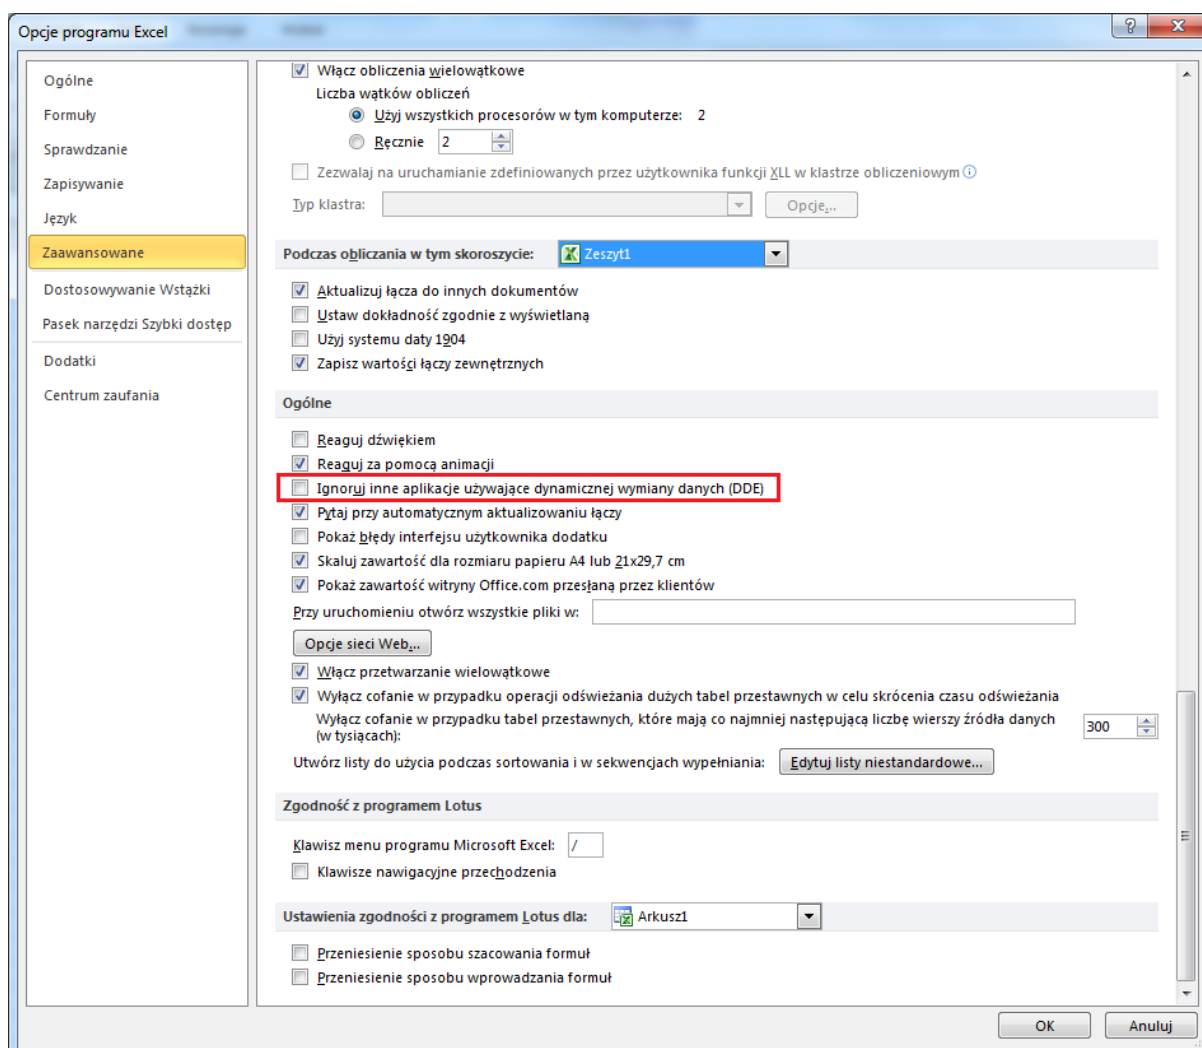 Opcje programu Excel
Ogólne
Formuły
Sprawdzanie
Zapisywanie
Język
Zaawansowane
Dostosowywanie Wstążki
Pasek narzędzi Szybki dostęp
Dodatki
Centrum zaufania
Włącz obliczenia wielowątkowe
Liczba wątków obliczeń
Użyj wszystkich procesorów w tym komputerze: 2
Ręcznie 2
Zezwalaj na uruchamianie zdefiniowanych przez użytkownika funkcji XLL w klastrze obliczeniowym
Typ klastra: Opcje...
Podczas obliczania w tym skoroszycie: Zeszyt1
Aktualizuj łącza do innych dokumentów
Ustaw dokładność zgodnie z wyświetlaną
Użyj systemu daty 1904
Zapisz wartości łączy zewnętrznych
Ogólne
Reaguj dźwiękiem
Reaguj za pomocą animacji
Ignoruj inne aplikacje używające dynamicznej wymiany danych (DDE)
Pytaj przy automatycznym aktualizowaniu łączy
Pokaż błędy interfejsu użytkownika dodatku
Skaluj zawartość dla rozmiaru papieru A4 lub 21x29,7 cm
Pokaż zawartość witryny Office.com przesłaną przez klientów
Przy uruchomieniu otwórz wszystkie pliki w:
Opcje sieci Web...
Włącz przetwarzanie wielowątkowe
Wyłącz cofanie w przypadku operacji odświeżania dużych tabel przestawnych w celu skrócenia czasu odświeżania
Wyłącz cofanie w przypadku tabel przestawnych, które mają co najmniej następującą liczbę wierszy źródła danych 300
(w tysiącach):
Utwórz listy do użycia podczas sortowania i w sekwencjach wypełniania: Edytuj listy niestandardowe...
Zgodność z programem Lotus
Klawisz menu programu Microsoft Excel: /
Klawisze nawigacyjne przechodzenia
Ustawienia zgodności z programem Lotus dla: Arkusz1
Przeniesienie sposobu szacowania formuł
Przeniesienie sposobu wprowadzania formuł
OK Anuluj